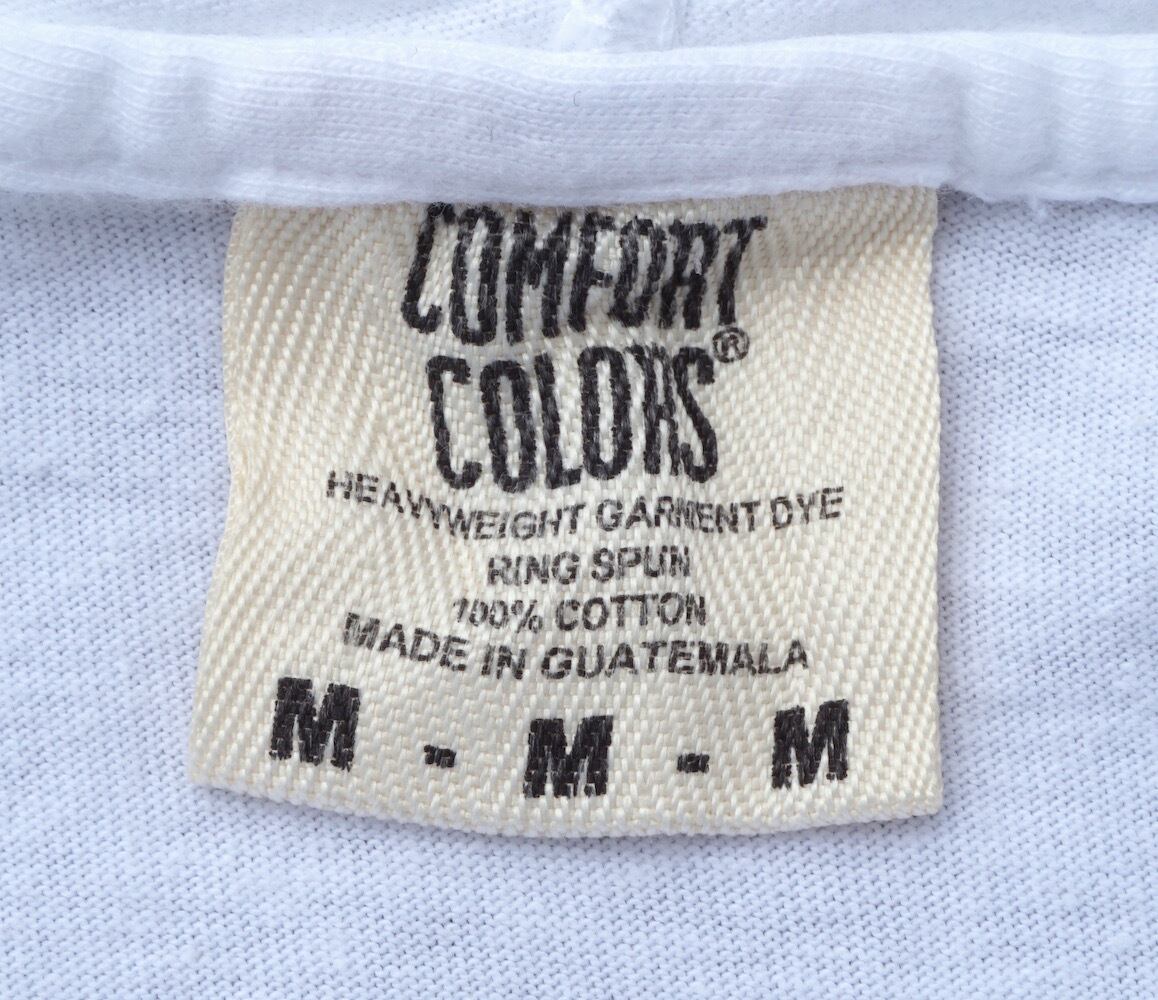 COMFORT
COLORS®
HEAVYWEIGHT GARMENT DYE
RING SPUN
100% COTTON
MADE IN GUATEMALA
M - M - M